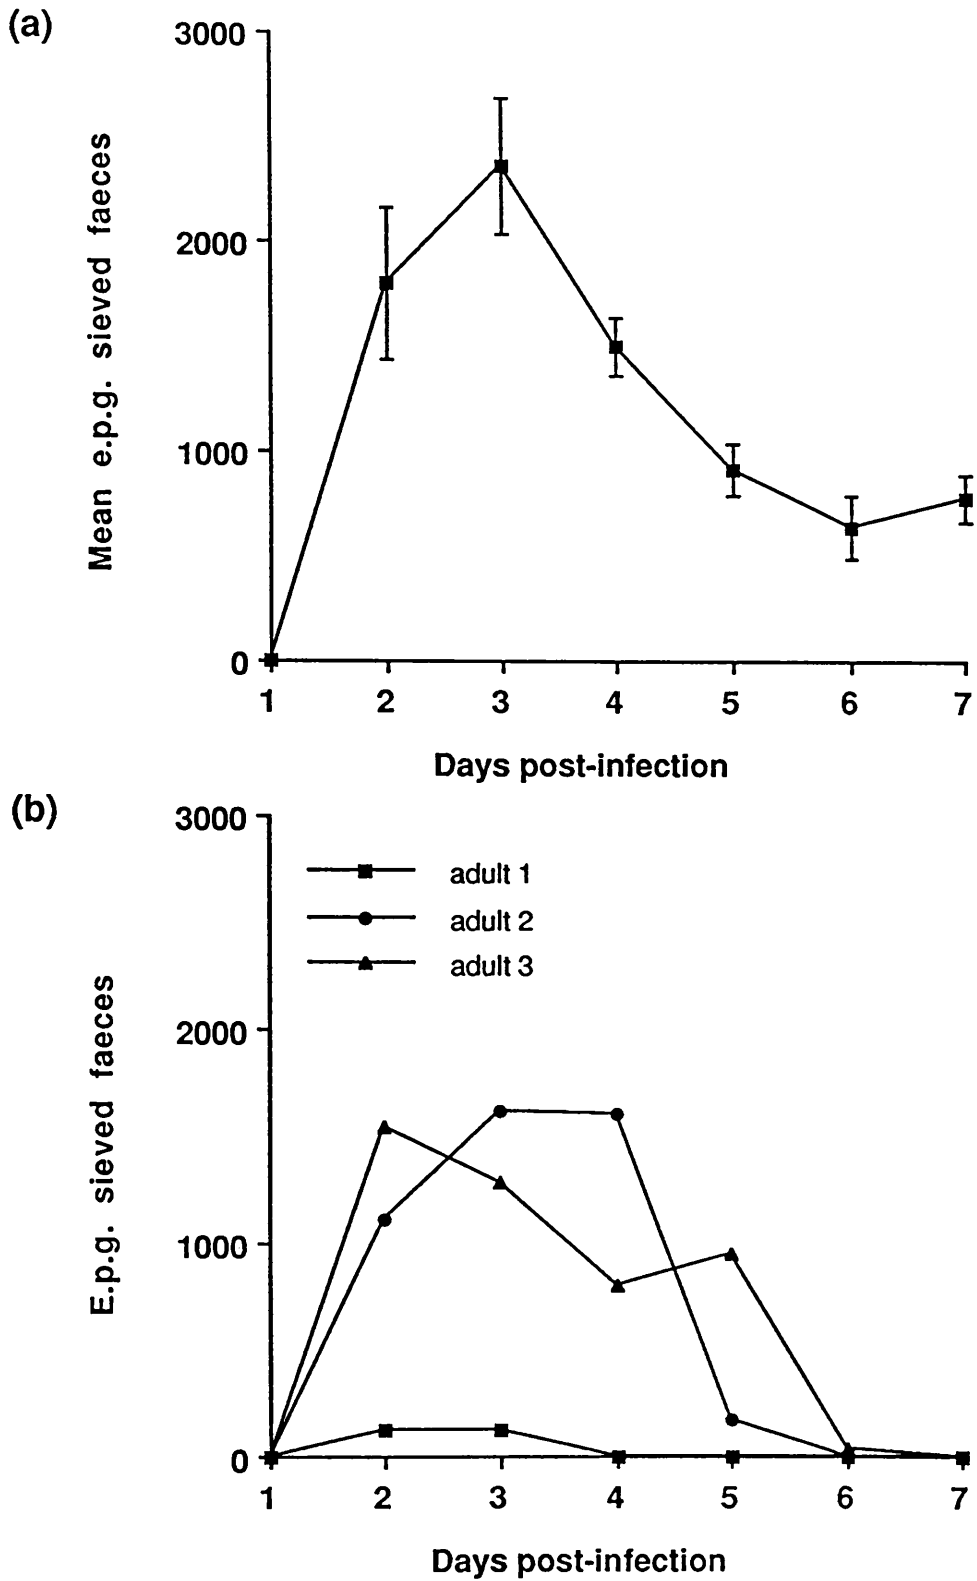 (a)
3000
2000
1000
0
Mean e.p.g. sieved faeces
1 2 3 4 5 6 7
Days post-infection
(b)
3000
2000
1000
0
E.p.g. sieved faeces
adult 1
adult 2
adult 3
1 2 3 4 5 6 7
Days post-infection